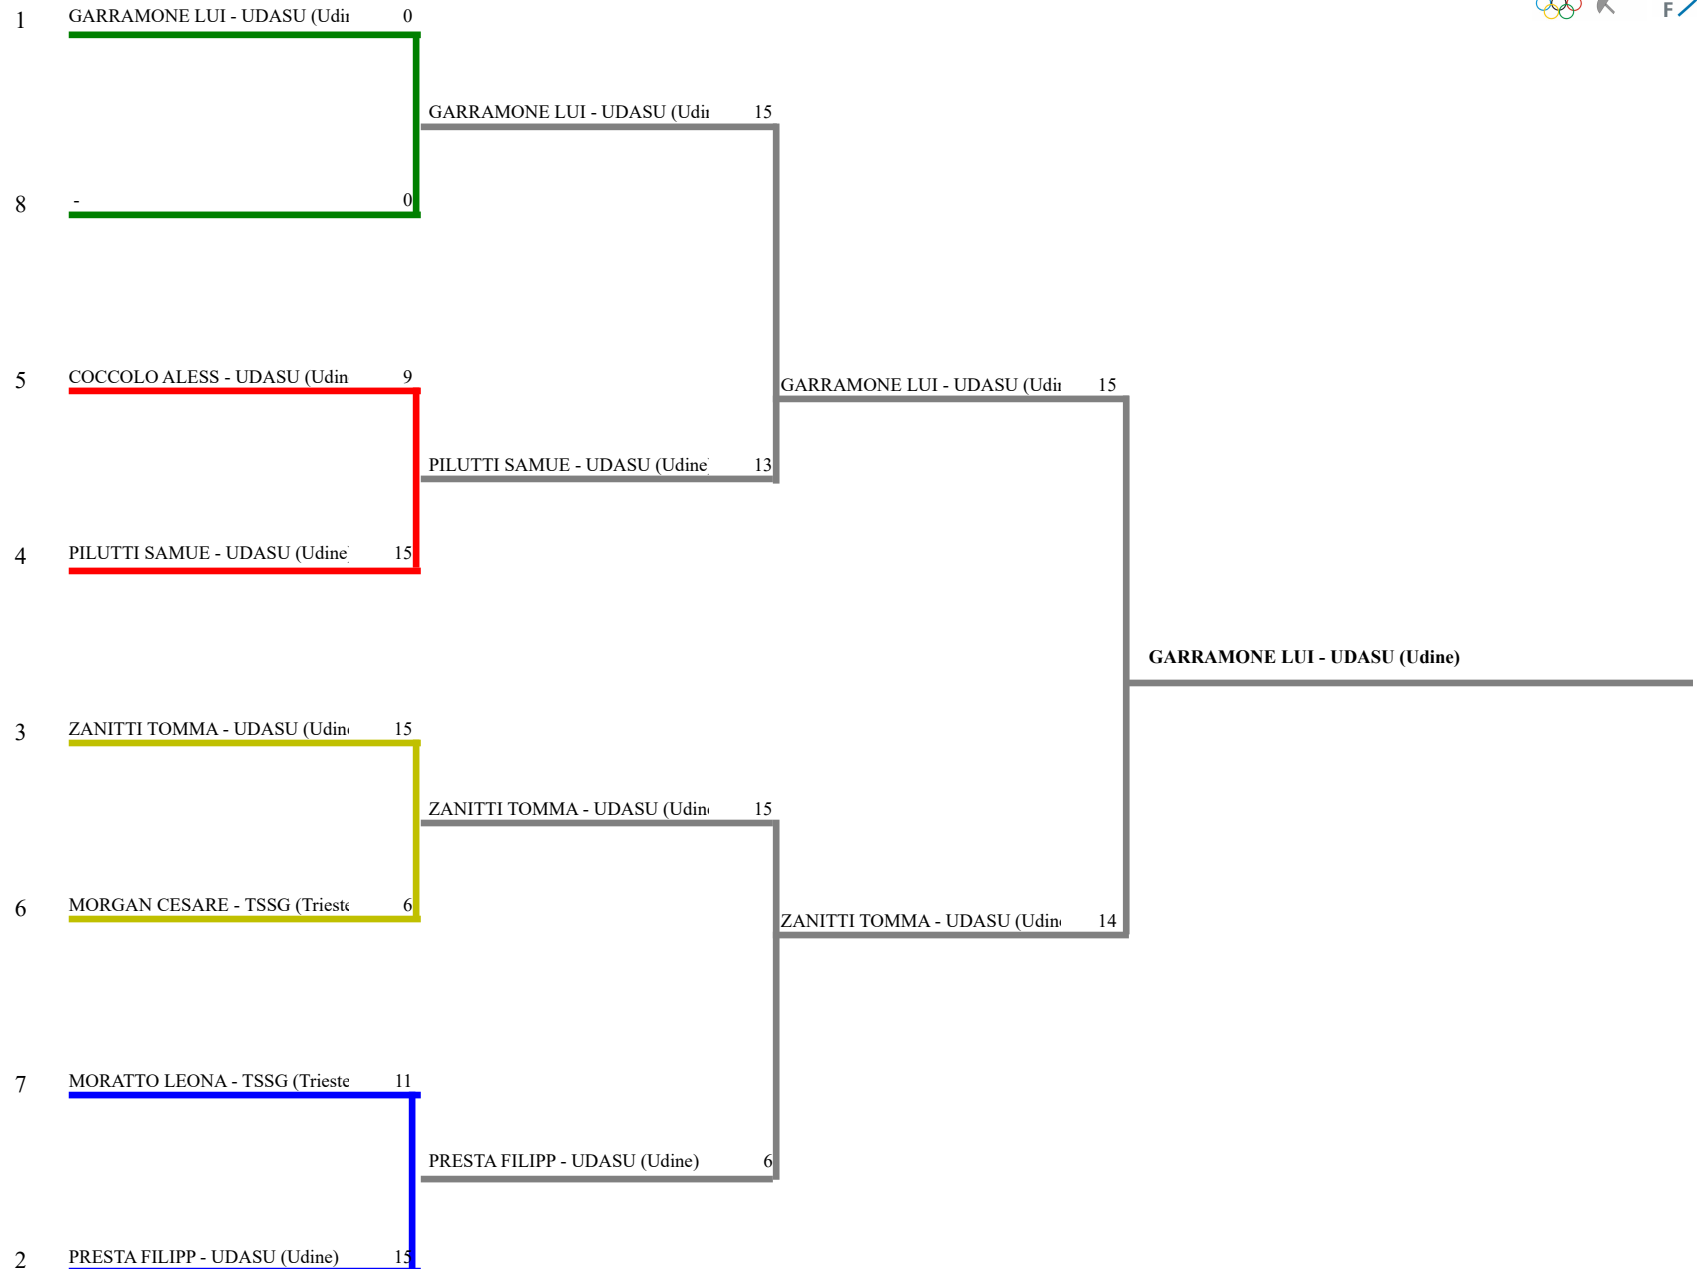 1 GARRAMONE LUI - UDASU (Udin 0
GARRAMONE LUI - UDASU (Udin 15
8 - 0
5 COCCOLO ALESS - UDASU (Udin 9
GARRAMONE LUI - UDASU (Udin 15
PILUTTI SAMUE - UDASU (Udine) 13
4 PILUTTI SAMUE - UDASU (Udine) 15
GARRAMONE LUI - UDASU (Udine)
3 ZANITTI TOMMA - UDASU (Udine 15
ZANITTI TOMMA - UDASU (Udine 15
6 MORGAN CESARE - TSSG (Trieste 6
ZANITTI TOMMA - UDASU (Udine 14
7 MORATTO LEONA - TSSG (Trieste 11
PRESTA FILIPP - UDASU (Udine) 6
2 PRESTA FILIPP - UDASU (Udine) 15
F